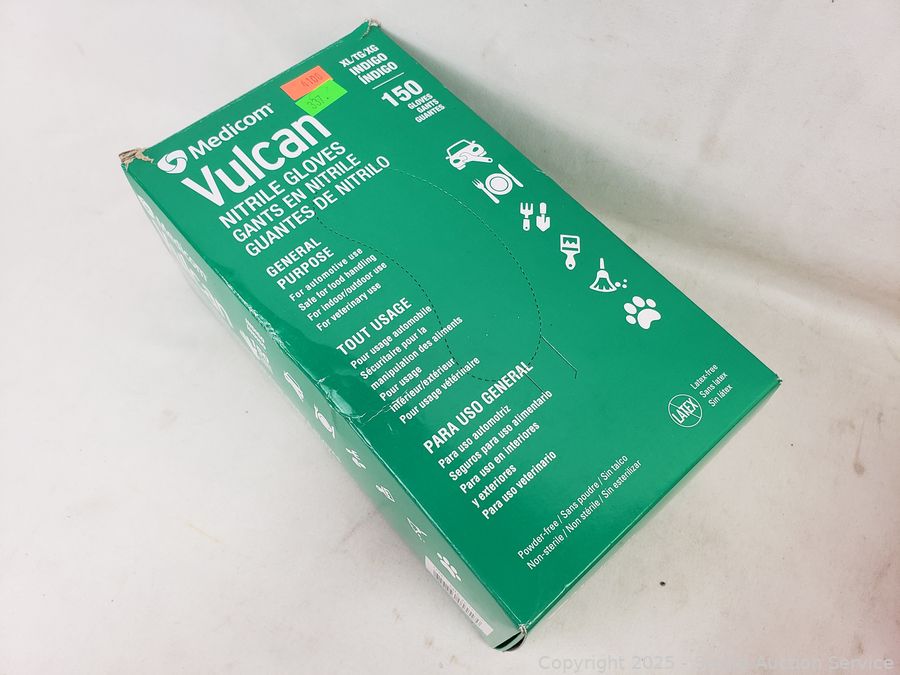 XL/TG/XG
INDIGO
ÍNDIGO
150
GLOVES
GANTS
GUANTES
Medicom®
Vulcan
NITRILE GLOVES
GANTS EN NITRILE
GUANTES DE NITRILO
GENERAL
PURPOSE
For automotive use
Safe for food handling
For indoor/outdoor use
For veterinary use
TOUT USAGE
Pour usage automobile
Sécuritaire pour la
manipulation des aliments
Pour usage
intérieur/extérieur
Pour usage vétérinaire
PARA USO GENERAL
Para uso automotriz
Seguros para uso alimentario
Para uso en interiores
y exteriores
Para uso veterinario
LATEX
Latex-free
Sans latex
Sin látex
Powder-free / Sans poudre / Sin talco
Non-sterile / Non stérile / Sin esterilizar
Medicom
Copyright 2025 - Auction Service